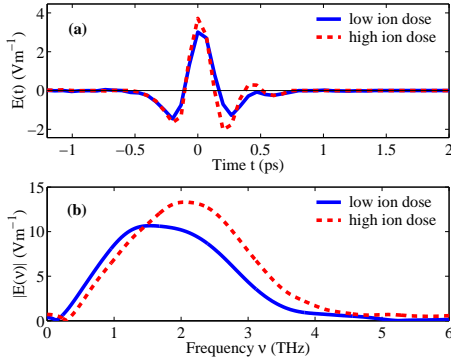 (a)
low ion dose
high ion dose
E(t) (Vm⁻¹)
4
2
0
−2
−1 −0.5 0 0.5 1 1.5 2
Time t (ps)
(b)
low ion dose
high ion dose
|E(ν)| (Vm⁻¹)
15
10
5
0
0 1 2 3 4 5 6
Frequency ν (THz)